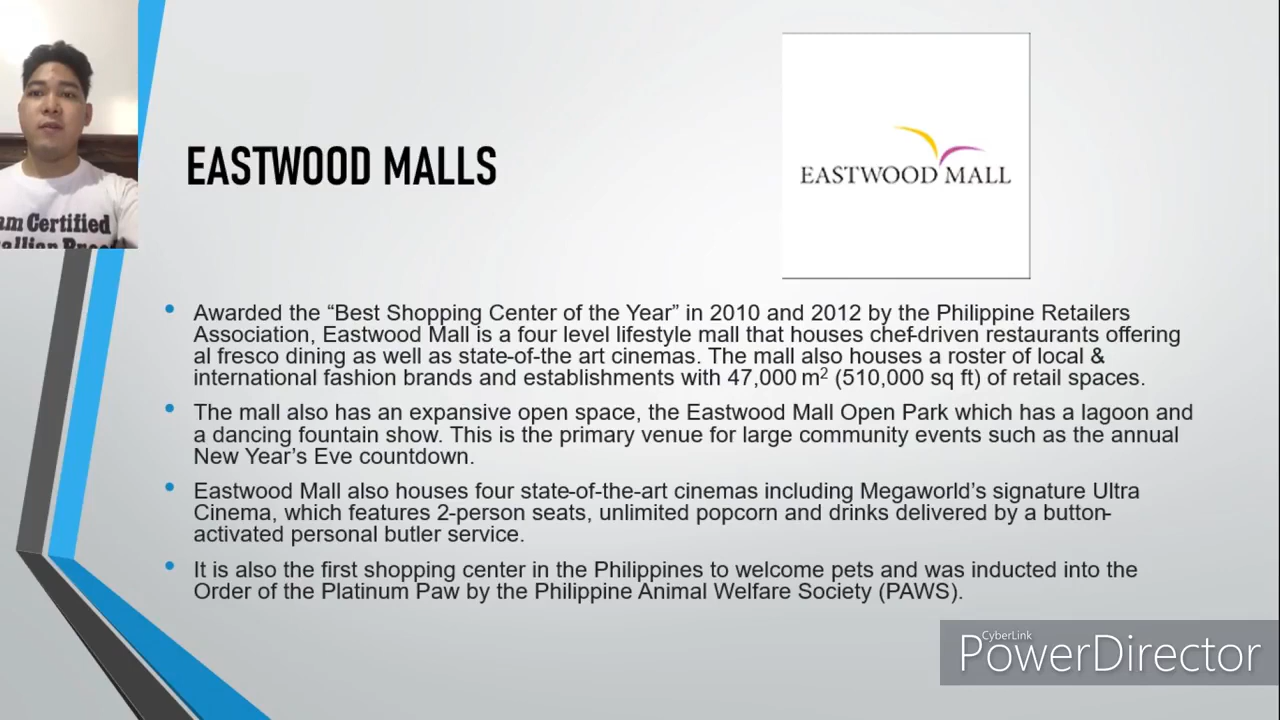 am Certified
EASTWOOD MALLS
EASTWOOD MALL
Awarded the “Best Shopping Center of the Year” in 2010 and 2012 by the Philippine Retailers
Association, Eastwood Mall is a four level lifestyle mall that houses chef-driven restaurants offering
al fresco dining as well as state-of-the art cinemas. The mall also houses a roster of local &
international fashion brands and establishments with 47,000 m² (510,000 sq ft) of retail spaces.
The mall also has an expansive open space, the Eastwood Mall Open Park which has a lagoon and
a dancing fountain show. This is the primary venue for large community events such as the annual
New Year’s Eve countdown.
Eastwood Mall also houses four state-of-the-art cinemas including Megaworld’s signature Ultra
Cinema, which features 2-person seats, unlimited popcorn and drinks delivered by a button-
activated personal butler service.
It is also the first shopping center in the Philippines to welcome pets and was inducted into the
Order of the Platinum Paw by the Philippine Animal Welfare Society (PAWS).
CyberLink
PowerDirector